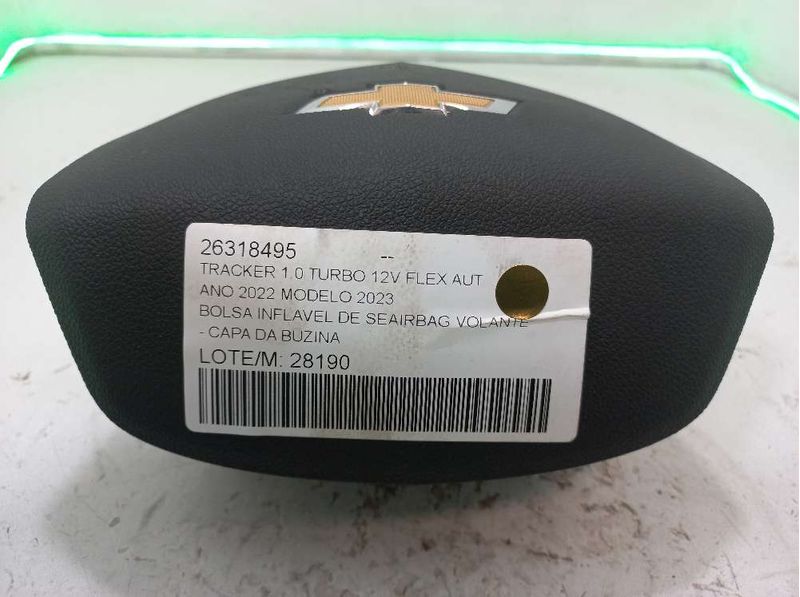 26318495 --
TRACKER 1.0 TURBO 12V FLEX AUT
ANO 2022 MODELO 2023
BOLSA INFLAVEL DE SEAIRBAG VOLANTE
- CAPA DA BUZINA
LOTE/M: 28190